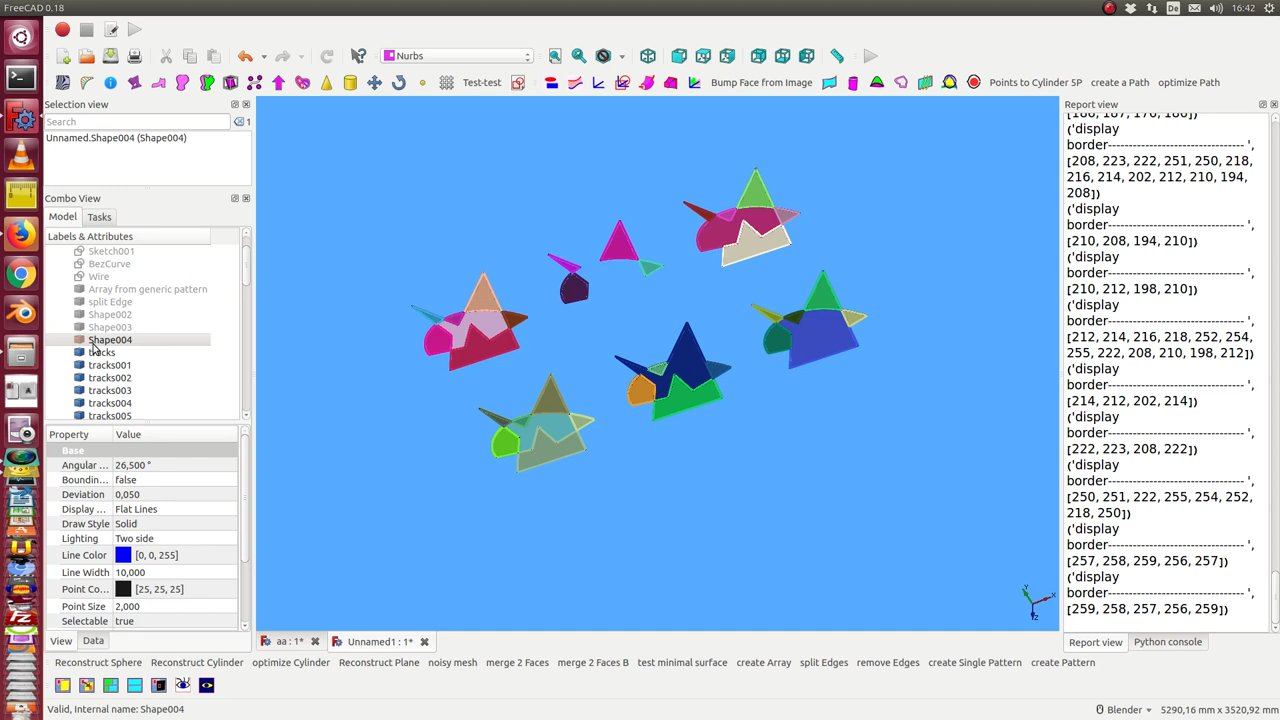 FreeCAD 0.18
De
16:42
Nurbs
Test-test
Bump Face from Image
Points to Cylinder 5P
create a Path
optimize Path
Selection view
Search
1
Unnamed.Shape004 (Shape004)
Combo View
Model
Tasks
Labels & Attributes
Sketch001
BezCurve
Wire
Array from generic pattern
split Edge
Shape002
Shape003
Shape004
tracks
tracks001
tracks002
tracks003
tracks004
tracks005
Property
Value
Base
Angular ...
26,500 °
Boundin...
false
Deviation
0,050
Display ...
Flat Lines
Draw Style
Solid
Lighting
Two side
Line Color
[0, 0, 255]
Line Width
10,000
Point Co...
[25, 25, 25]
Point Size
2,000
Selectable
true
View
Data
aa : 1*
Unnamed1 : 1*
Report view
('display
border------------------------------- ',
[208, 223, 222, 251, 250, 218,
216, 214, 202, 212, 210, 194,
208])
('display
border------------------------------- ',
[210, 208, 194, 210])
('display
border------------------------------- ',
[210, 212, 198, 210])
('display
border------------------------------- ',
[212, 214, 216, 218, 252, 254,
255, 222, 208, 210, 198, 212])
('display
border------------------------------- ',
[214, 212, 202, 214])
('display
border------------------------------- ',
[222, 223, 208, 222])
('display
border------------------------------- ',
[250, 251, 222, 255, 254, 252,
218, 250])
('display
border------------------------------- ',
[257, 258, 259, 256, 257])
('display
border------------------------------- ',
[259, 258, 257, 256, 259])
Report view
Python console
Reconstruct Sphere
Reconstruct Cylinder
optimize Cylinder
Reconstruct Plane
noisy mesh
merge 2 Faces
merge 2 Faces B
test minimal surface
create Array
split Edges
remove Edges
create Single Pattern
create Pattern
Valid, Internal name: Shape004
Blender
5290,16 mm x 3520,92 mm